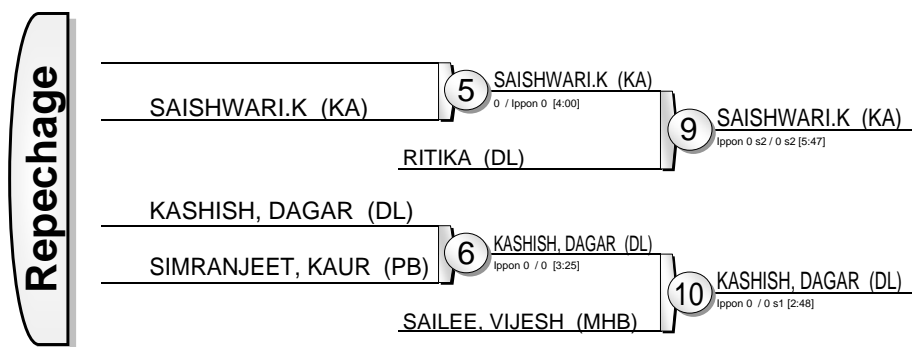 Repechage
SAISHWARI.K (KA)
5
SAISHWARI.K (KA)
0 / Ippon 0 [4:00]
RITIKA (DL)
9
SAISHWARI.K (KA)
Ippon 0 s2 / 0 s2 [5:47]
KASHISH, DAGAR (DL)
SIMRANJEET, KAUR (PB)
6
KASHISH, DAGAR (DL)
Ippon 0 / 0 [3:25]
SAILEE, VIJESH (MHB)
10
KASHISH, DAGAR (DL)
Ippon 0 / 0 s1 [2:48]